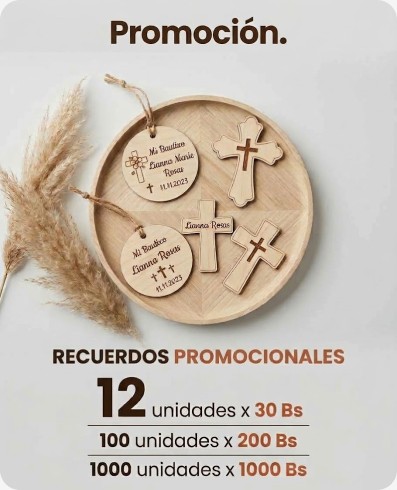 Promoción.
Mi Bautizo
Lianna Marie
Rosas
11.11.2023
Lianna Rosas
Mi Bautizo
Lianna Rosas
11.11.2023
RECUERDOS PROMOCIONALES
12 unidades x 30 Bs
100 unidades x 200 Bs
1000 unidades x 1000 Bs